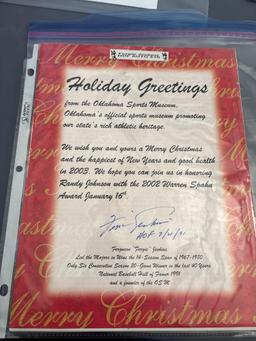 Merry Christmas
Holiday Greetings
from the Oklahoma Sports Museum,
Oklahoma's official sports museum promoting
our state's rich athletic heritage.
We wish you and yours a Merry Christmas
and the happiest of New Years and good health
in 2003. We hope you can join us in honoring
Randy Johnson with the 2002 Warren Spahn
Award January 16th.
HOF 7/21/91
Ferguson "Fergie" Jenkins
Led the Majors in Wins the 14-Season Span of 1967-1980
Only Six Consecutive Season 20-Game Winner in the last 40 Years
National Baseball Hall of Fame 1991
and a founder of the OSM
Merry Christmas